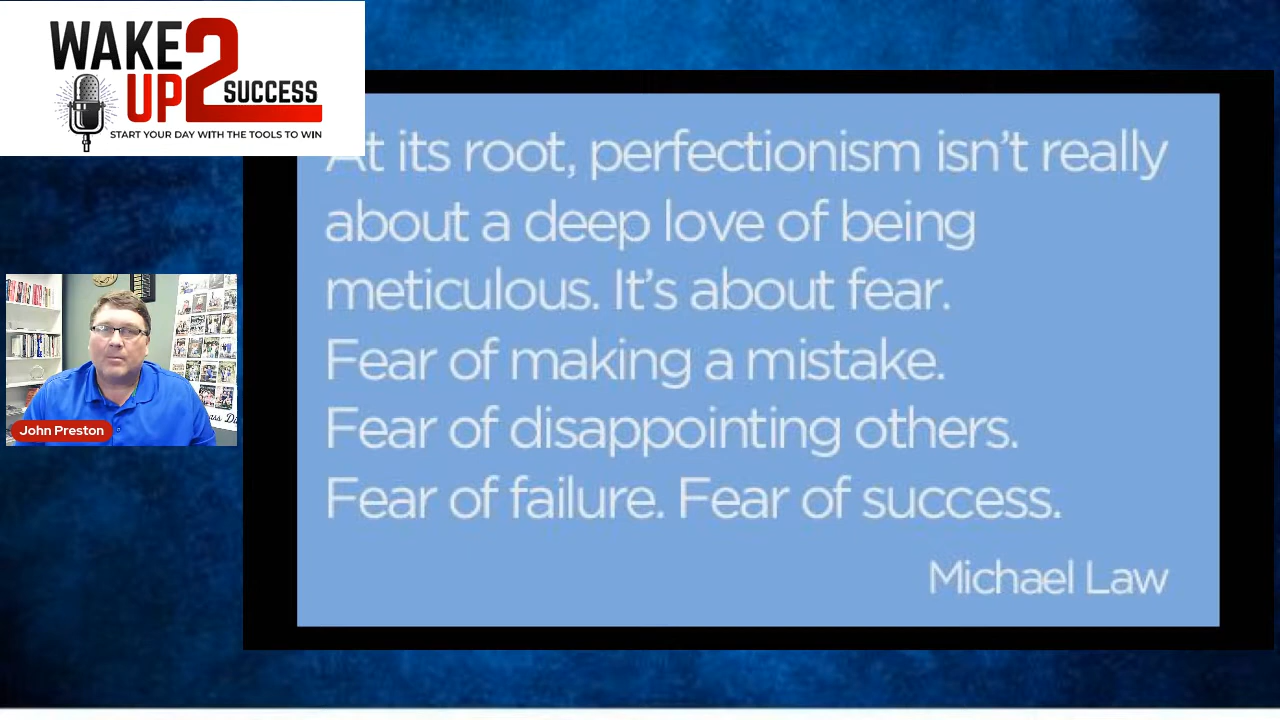 WAKE
UP 2 SUCCESS
START YOUR DAY WITH THE TOOLS TO WIN
At its root, perfectionism isn't really
about a deep love of being
meticulous. It's about fear.
Fear of making a mistake.
Fear of disappointing others.
Fear of failure. Fear of success.
Michael Law
John Preston